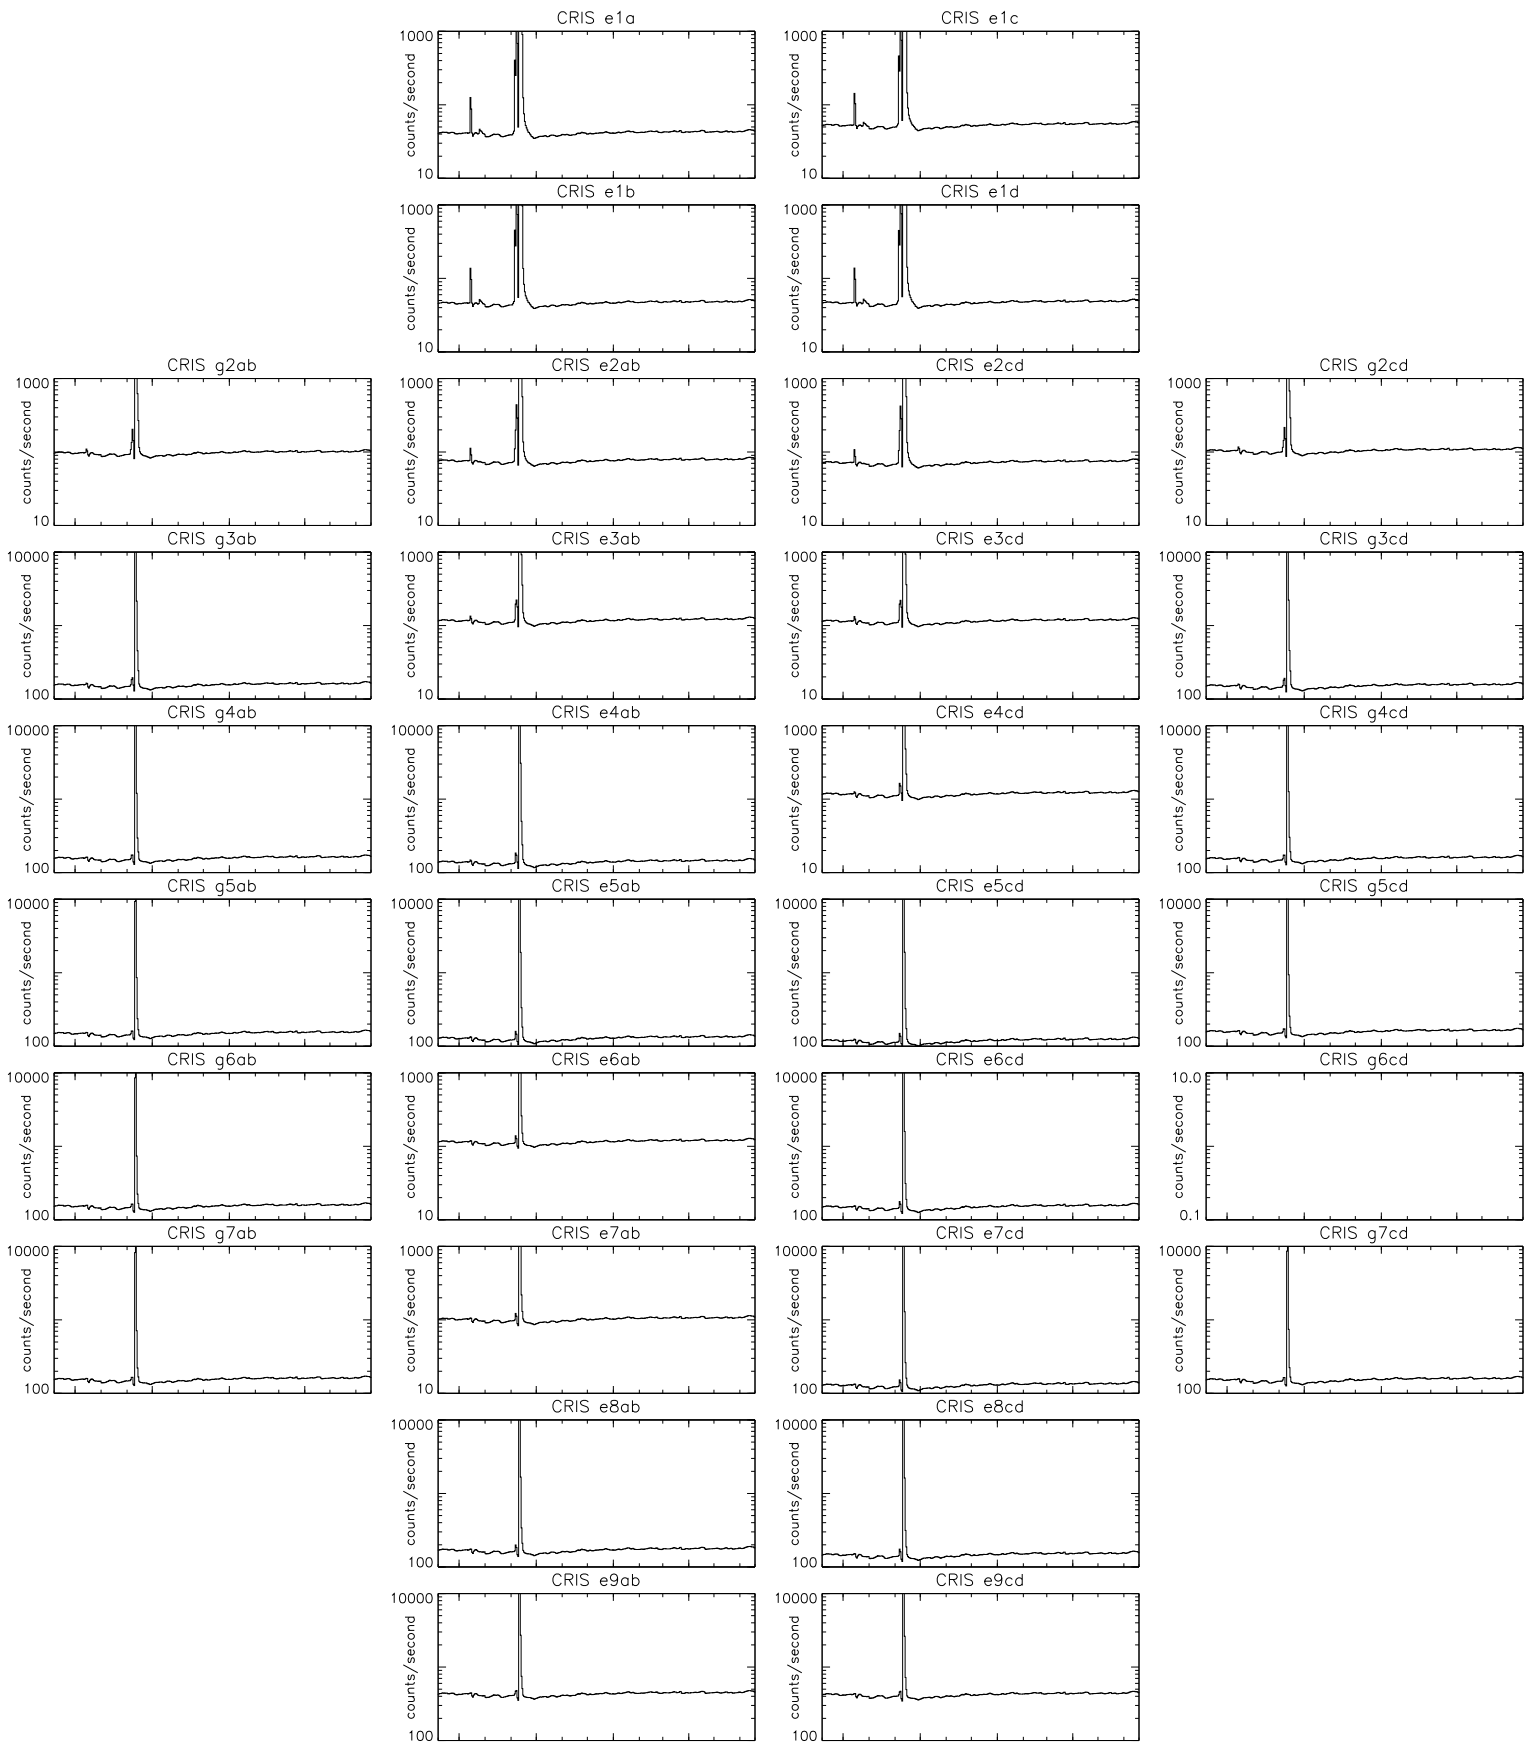 CRIS e1a
CRIS e1c
1000
counts/second
10
1000
counts/second
10
CRIS e1b
CRIS e1d
1000
counts/second
10
1000
counts/second
10
CRIS g2ab
CRIS e2ab
CRIS e2cd
CRIS g2cd
1000
counts/second
10
1000
counts/second
10
1000
counts/second
10
1000
counts/second
10
CRIS g3ab
CRIS e3ab
CRIS e3cd
CRIS g3cd
10000
counts/second
100
1000
counts/second
10
1000
counts/second
10
10000
counts/second
100
CRIS g4ab
CRIS e4ab
CRIS e4cd
CRIS g4cd
10000
counts/second
100
10000
counts/second
100
1000
counts/second
10
10000
counts/second
100
CRIS g5ab
CRIS e5ab
CRIS e5cd
CRIS g5cd
10000
counts/second
100
10000
counts/second
100
10000
counts/second
100
10000
counts/second
100
CRIS g6ab
CRIS e6ab
CRIS e6cd
CRIS g6cd
10000
counts/second
100
1000
counts/second
10
10000
counts/second
100
10.0
counts/second
0.1
CRIS g7ab
CRIS e7ab
CRIS e7cd
CRIS g7cd
10000
counts/second
100
1000
counts/second
10
10000
counts/second
100
10000
counts/second
100
CRIS e8ab
CRIS e8cd
10000
counts/second
100
10000
counts/second
100
CRIS e9ab
CRIS e9cd
10000
counts/second
100
10000
counts/second
100